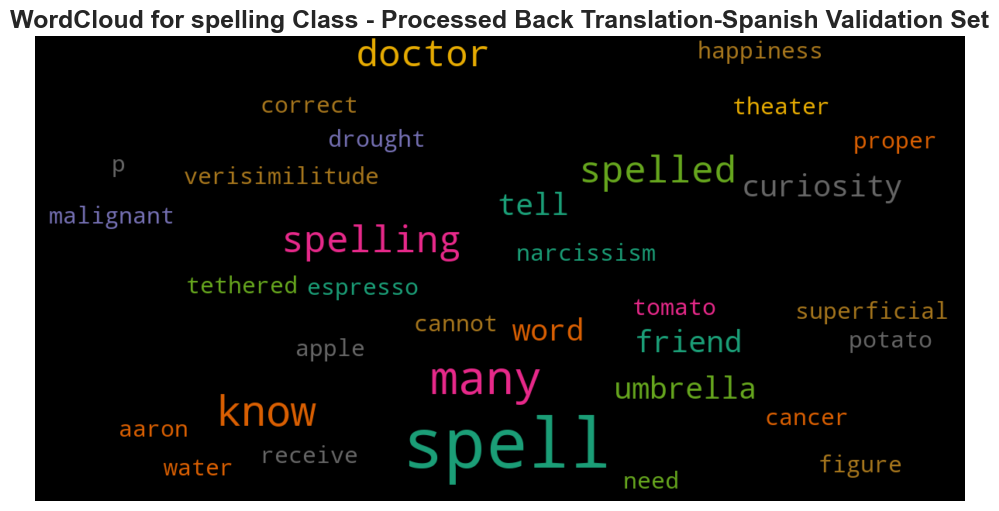 WordCloud for spelling Class - Processed Back Translation-Spanish Validation Set
doctor
happiness
correct
theater
drought
proper
p
verisimilitude
spelled
curiosity
malignant
tell
spelling
narcissism
tethered
espresso
tomato
superficial
cannot
word
friend
potato
apple
many
umbrella
know
cancer
aaron
spell
receive
water
figure
need